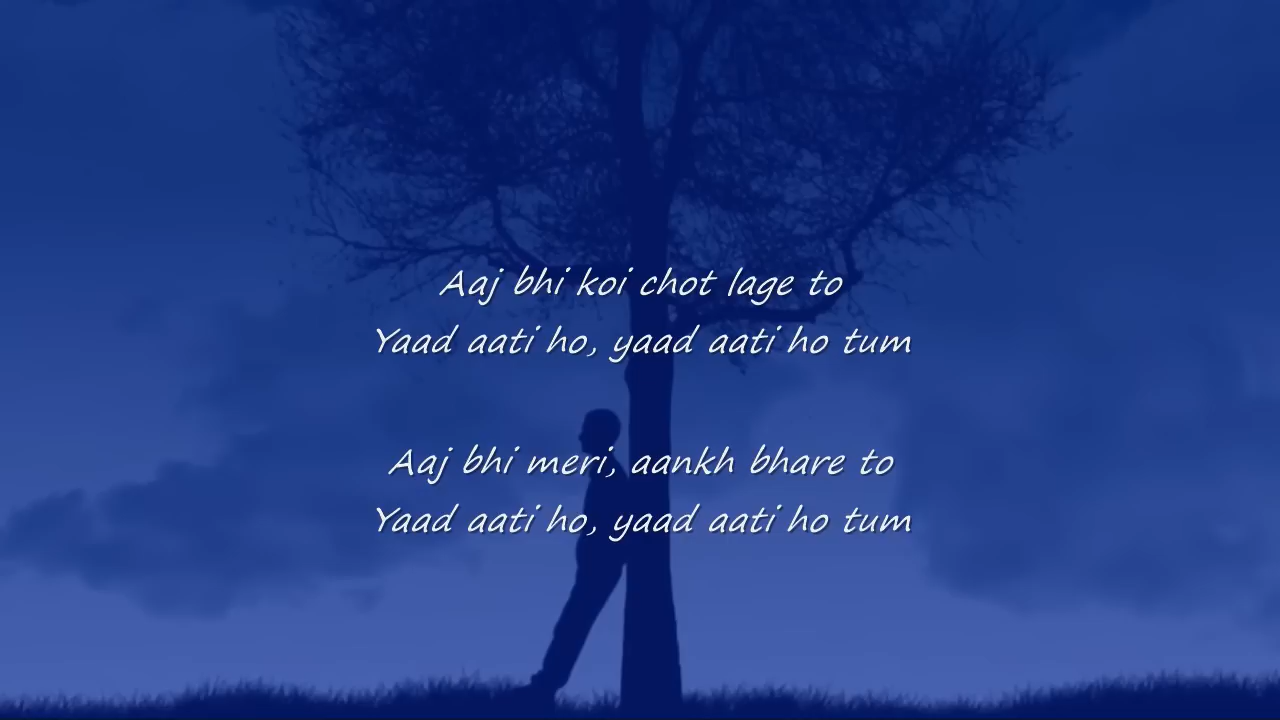 Aaj bhi koi chot lage to
Yaad aati ho, yaad aati ho tum
Aaj bhi meri, aankh bhare to
Yaad aati ho, yaad aati ho tum